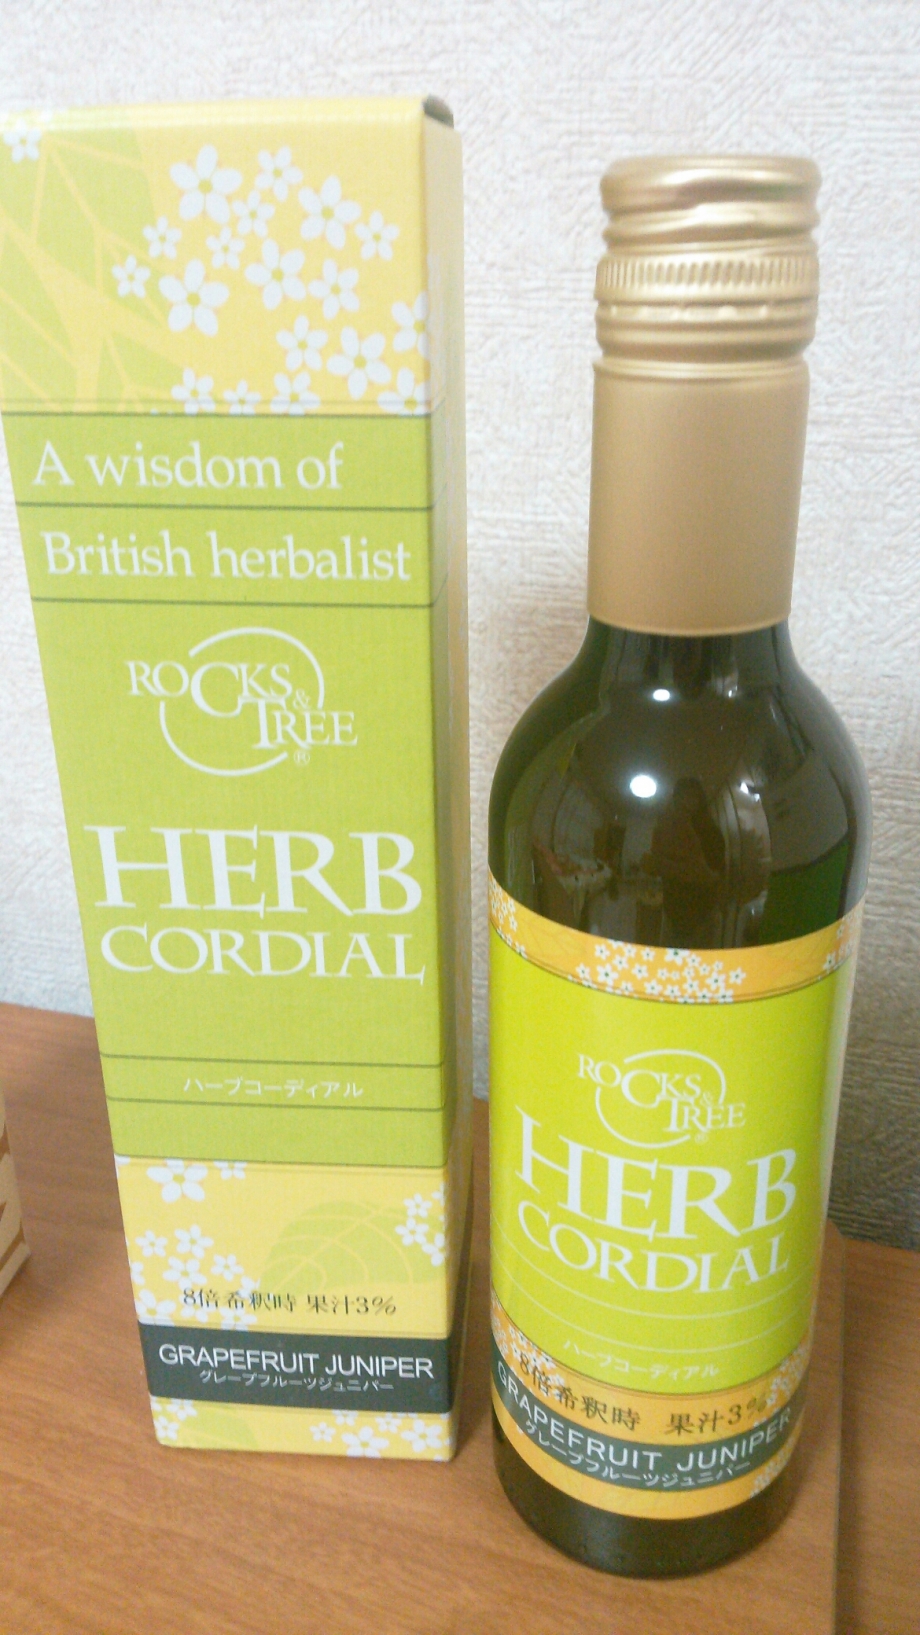 A wisdom of
British herbalist
ROCKS
& TREE
®
HERB
CORDIAL
ハーブコーディアル
8倍希釈時 果汁3%
GRAPEFRUIT JUNIPER
グレープフルーツジュニパー
ROCKS
& TREE
®
HERB
CORDIAL
ハーブコーディアル
8倍希釈時 果汁3%
GRAPEFRUIT JUNIPER
グレープフルーツジュニパー